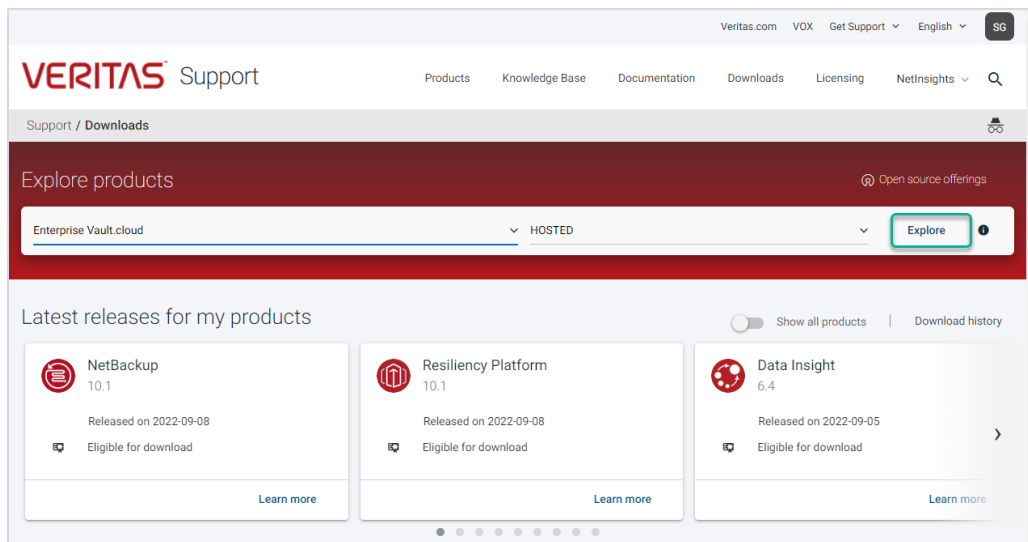 Veritas.com VOX Get Support English SG
VERITAS™ Support Products Knowledge Base Documentation Downloads Licensing NetInsights
Support / Downloads
Explore products Open source offerings
Enterprise Vault.cloud HOSTED Explore
Latest releases for my products Show all products | Download history
NetBackup
10.1
Released on 2022-09-08
Eligible for download
Learn more
Resiliency Platform
10.1
Released on 2022-09-08
Eligible for download
Learn more
Data Insight
6.4
Released on 2022-09-05
Eligible for download
Learn more